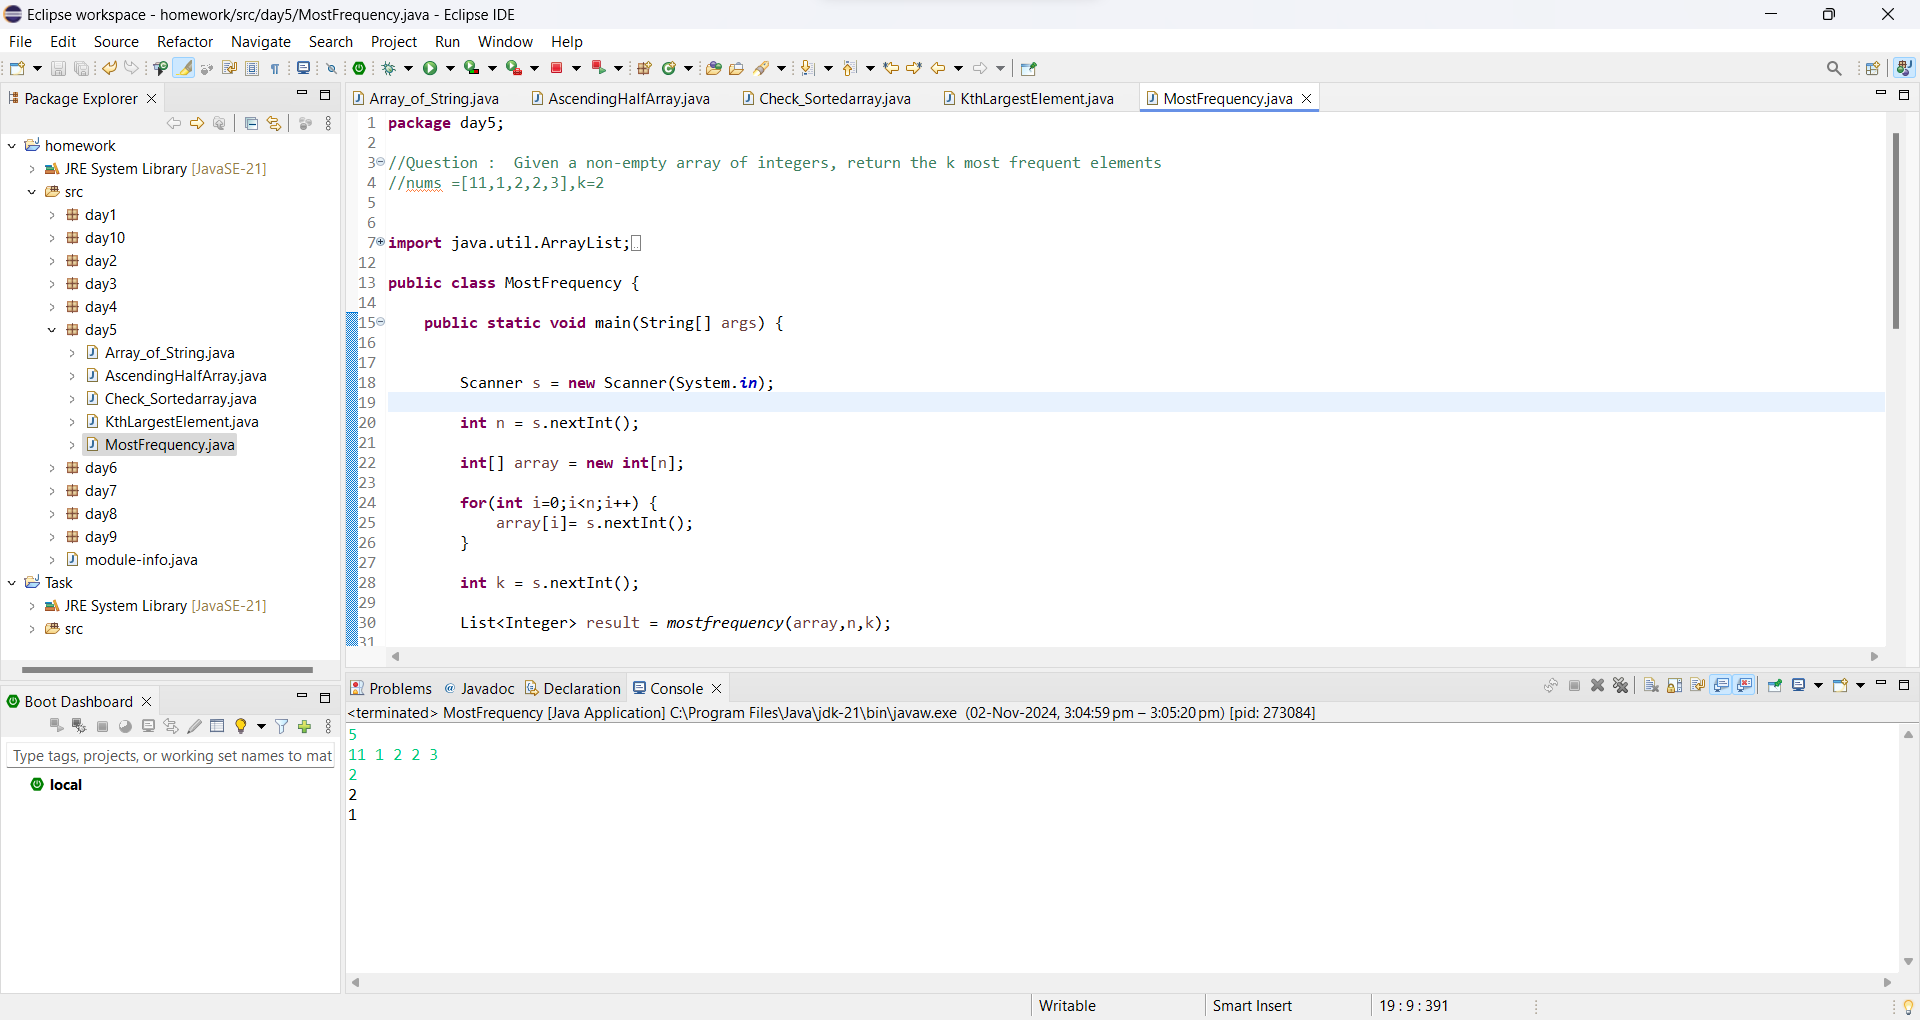 Eclipse workspace - homework/src/day5/MostFrequency.java - Eclipse IDE
File Edit Source Refactor Navigate Search Project Run Window Help
Package Explorer
homework
JRE System Library [JavaSE-21]
src
day1
day10
day2
day3
day4
day5
Array_of_String.java
AscendingHalfArray.java
Check_Sortedarray.java
KthLargestElement.java
MostFrequency.java
day6
day7
day8
day9
module-info.java
Task
JRE System Library [JavaSE-21]
src
Boot Dashboard
Type tags, projects, or working set names to mat
local
Array_of_String.java AscendingHalfArray.java Check_Sortedarray.java KthLargestElement.java MostFrequency.java
1 package day5;
2
3 //Question :  Given a non-empty array of integers, return the k most frequent elements
4 //nums =[11,1,2,2,3],k=2
5
6
7 import java.util.ArrayList;
12
13 public class MostFrequency {
14
15 public static void main(String[] args) {
16
17
18 Scanner s = new Scanner(System.in);
19
20 int n = s.nextInt();
21
22 int[] array = new int[n];
23
24 for(int i=0;i<n;i++) {
25 array[i]= s.nextInt();
26 }
27
28 int k = s.nextInt();
29
30 List<Integer> result = mostfrequency(array,n,k);
31
Problems Javadoc Declaration Console
<terminated> MostFrequency [Java Application] C:\Program Files\Java\jdk-21\bin\javaw.exe (02-Nov-2024, 3:04:59 pm – 3:05:20 pm) [pid: 273084]
5
11 1 2 2 3
2
2
1
Writable Smart Insert 19 : 9 : 391